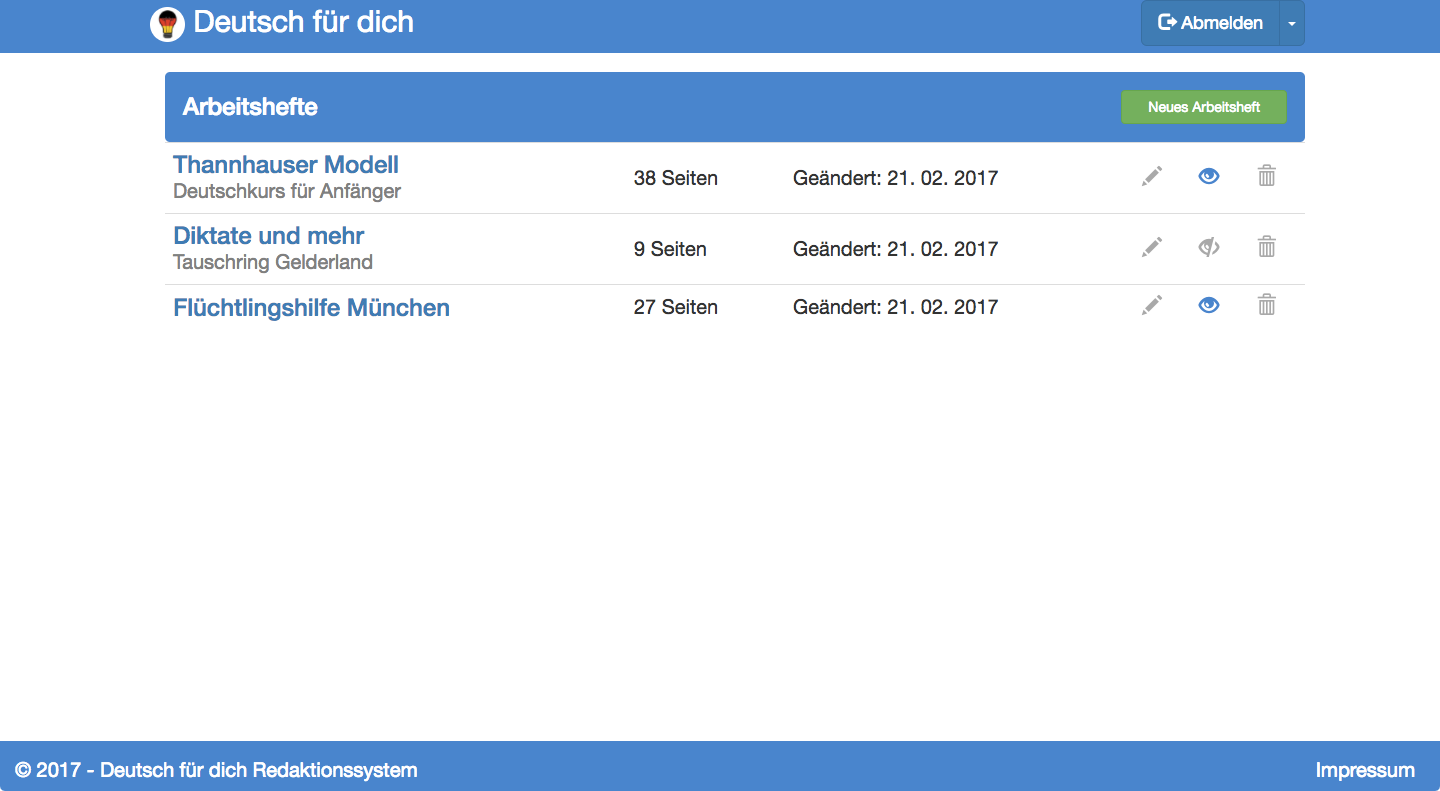 Deutsch für dich
Abmelden
Arbeitshefte
Neues Arbeitsheft
Thannhauser Modell
Deutschkurs für Anfänger
38 Seiten
Geändert: 21. 02. 2017
Diktate und mehr
Tauschring Gelderland
9 Seiten
Geändert: 21. 02. 2017
Flüchtlingshilfe München
27 Seiten
Geändert: 21. 02. 2017
© 2017 - Deutsch für dich Redaktionssystem
Impressum